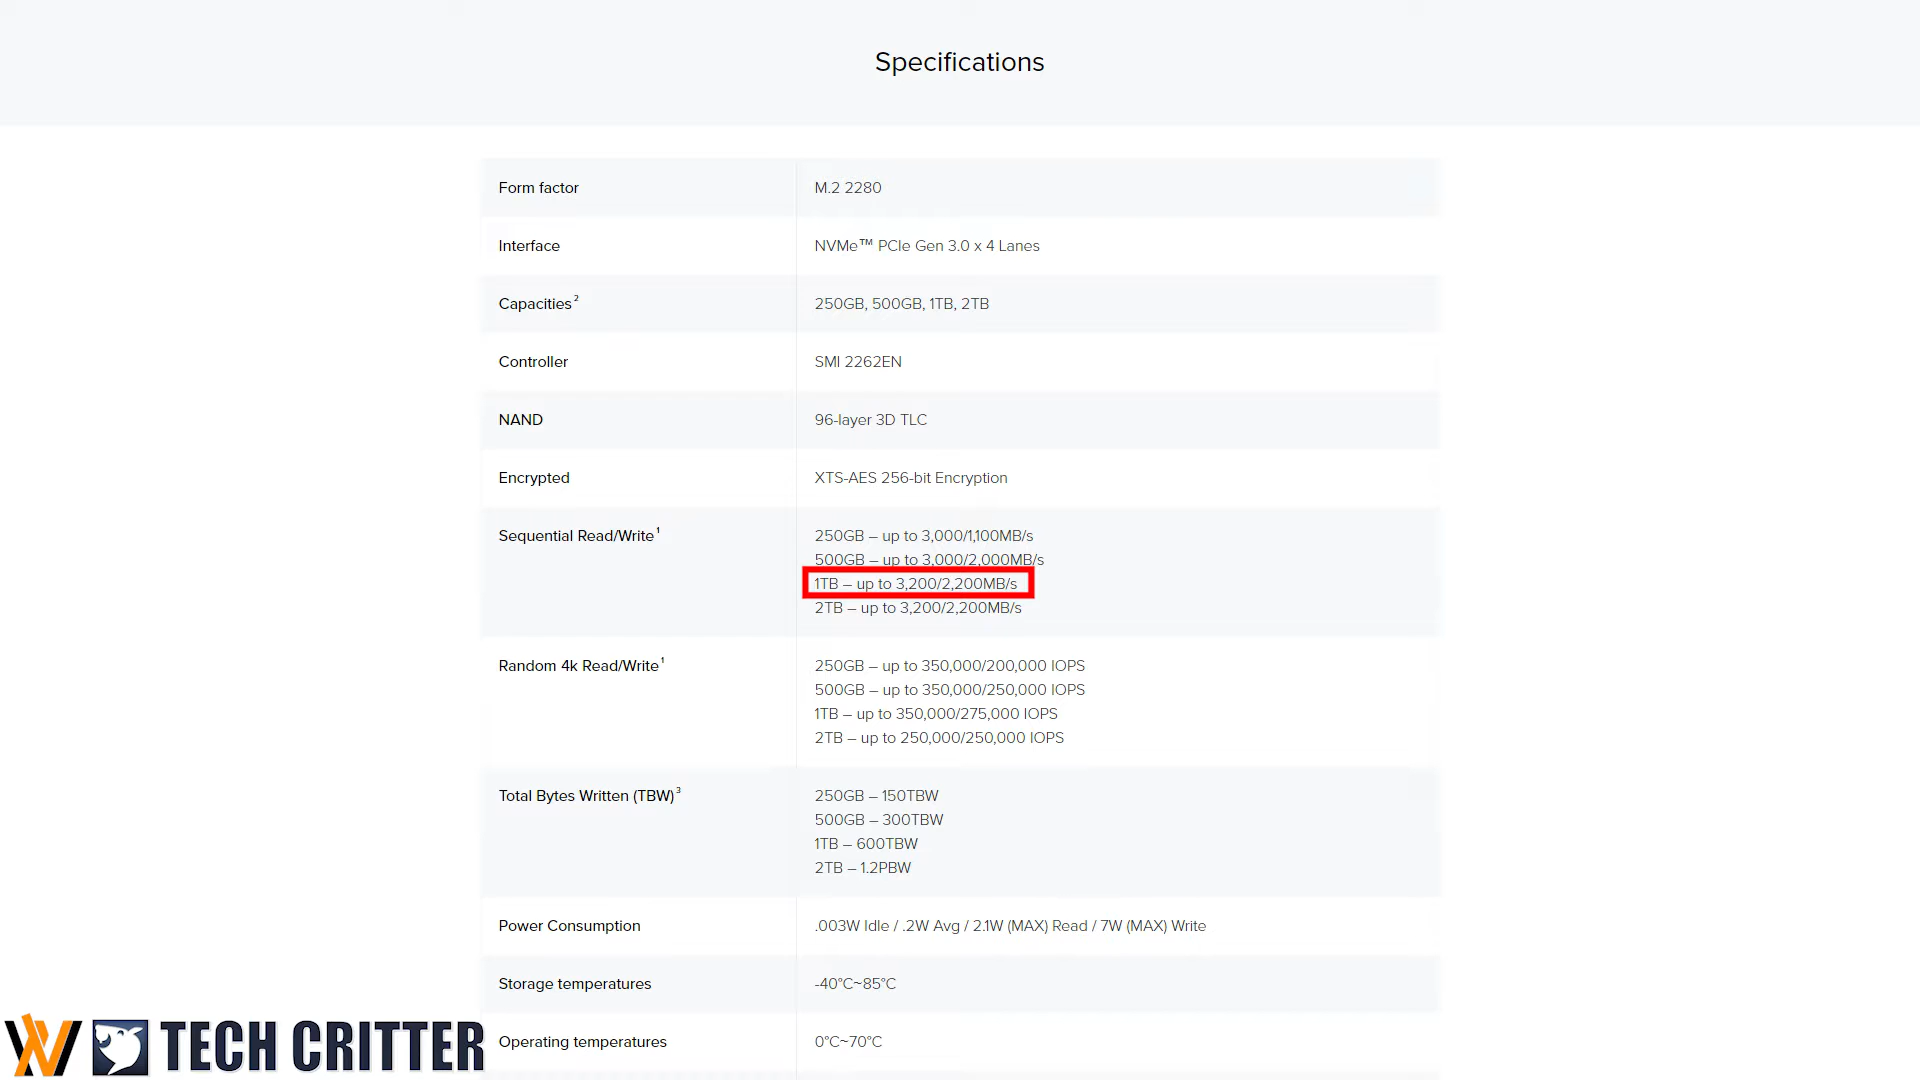 Specifications
Form factor M.2 2280
Interface NVMe™ PCIe Gen 3.0 x 4 Lanes
Capacities² 250GB, 500GB, 1TB, 2TB
Controller SMI 2262EN
NAND 96-layer 3D TLC
Encrypted XTS-AES 256-bit Encryption
Sequential Read/Write¹ 250GB – up to 3,000/1,100MB/s
500GB – up to 3,000/2,000MB/s
1TB – up to 3,200/2,200MB/s
2TB – up to 3,200/2,200MB/s
Random 4k Read/Write¹ 250GB – up to 350,000/200,000 IOPS
500GB – up to 350,000/250,000 IOPS
1TB – up to 350,000/275,000 IOPS
2TB – up to 250,000/250,000 IOPS
Total Bytes Written (TBW)³ 250GB – 150TBW
500GB – 300TBW
1TB – 600TBW
2TB – 1.2PBW
Power Consumption .003W Idle / .2W Avg / 2.1W (MAX) Read / 7W (MAX) Write
Storage temperatures -40°C~85°C
Operating temperatures 0°C~70°C
TECH CRITTER